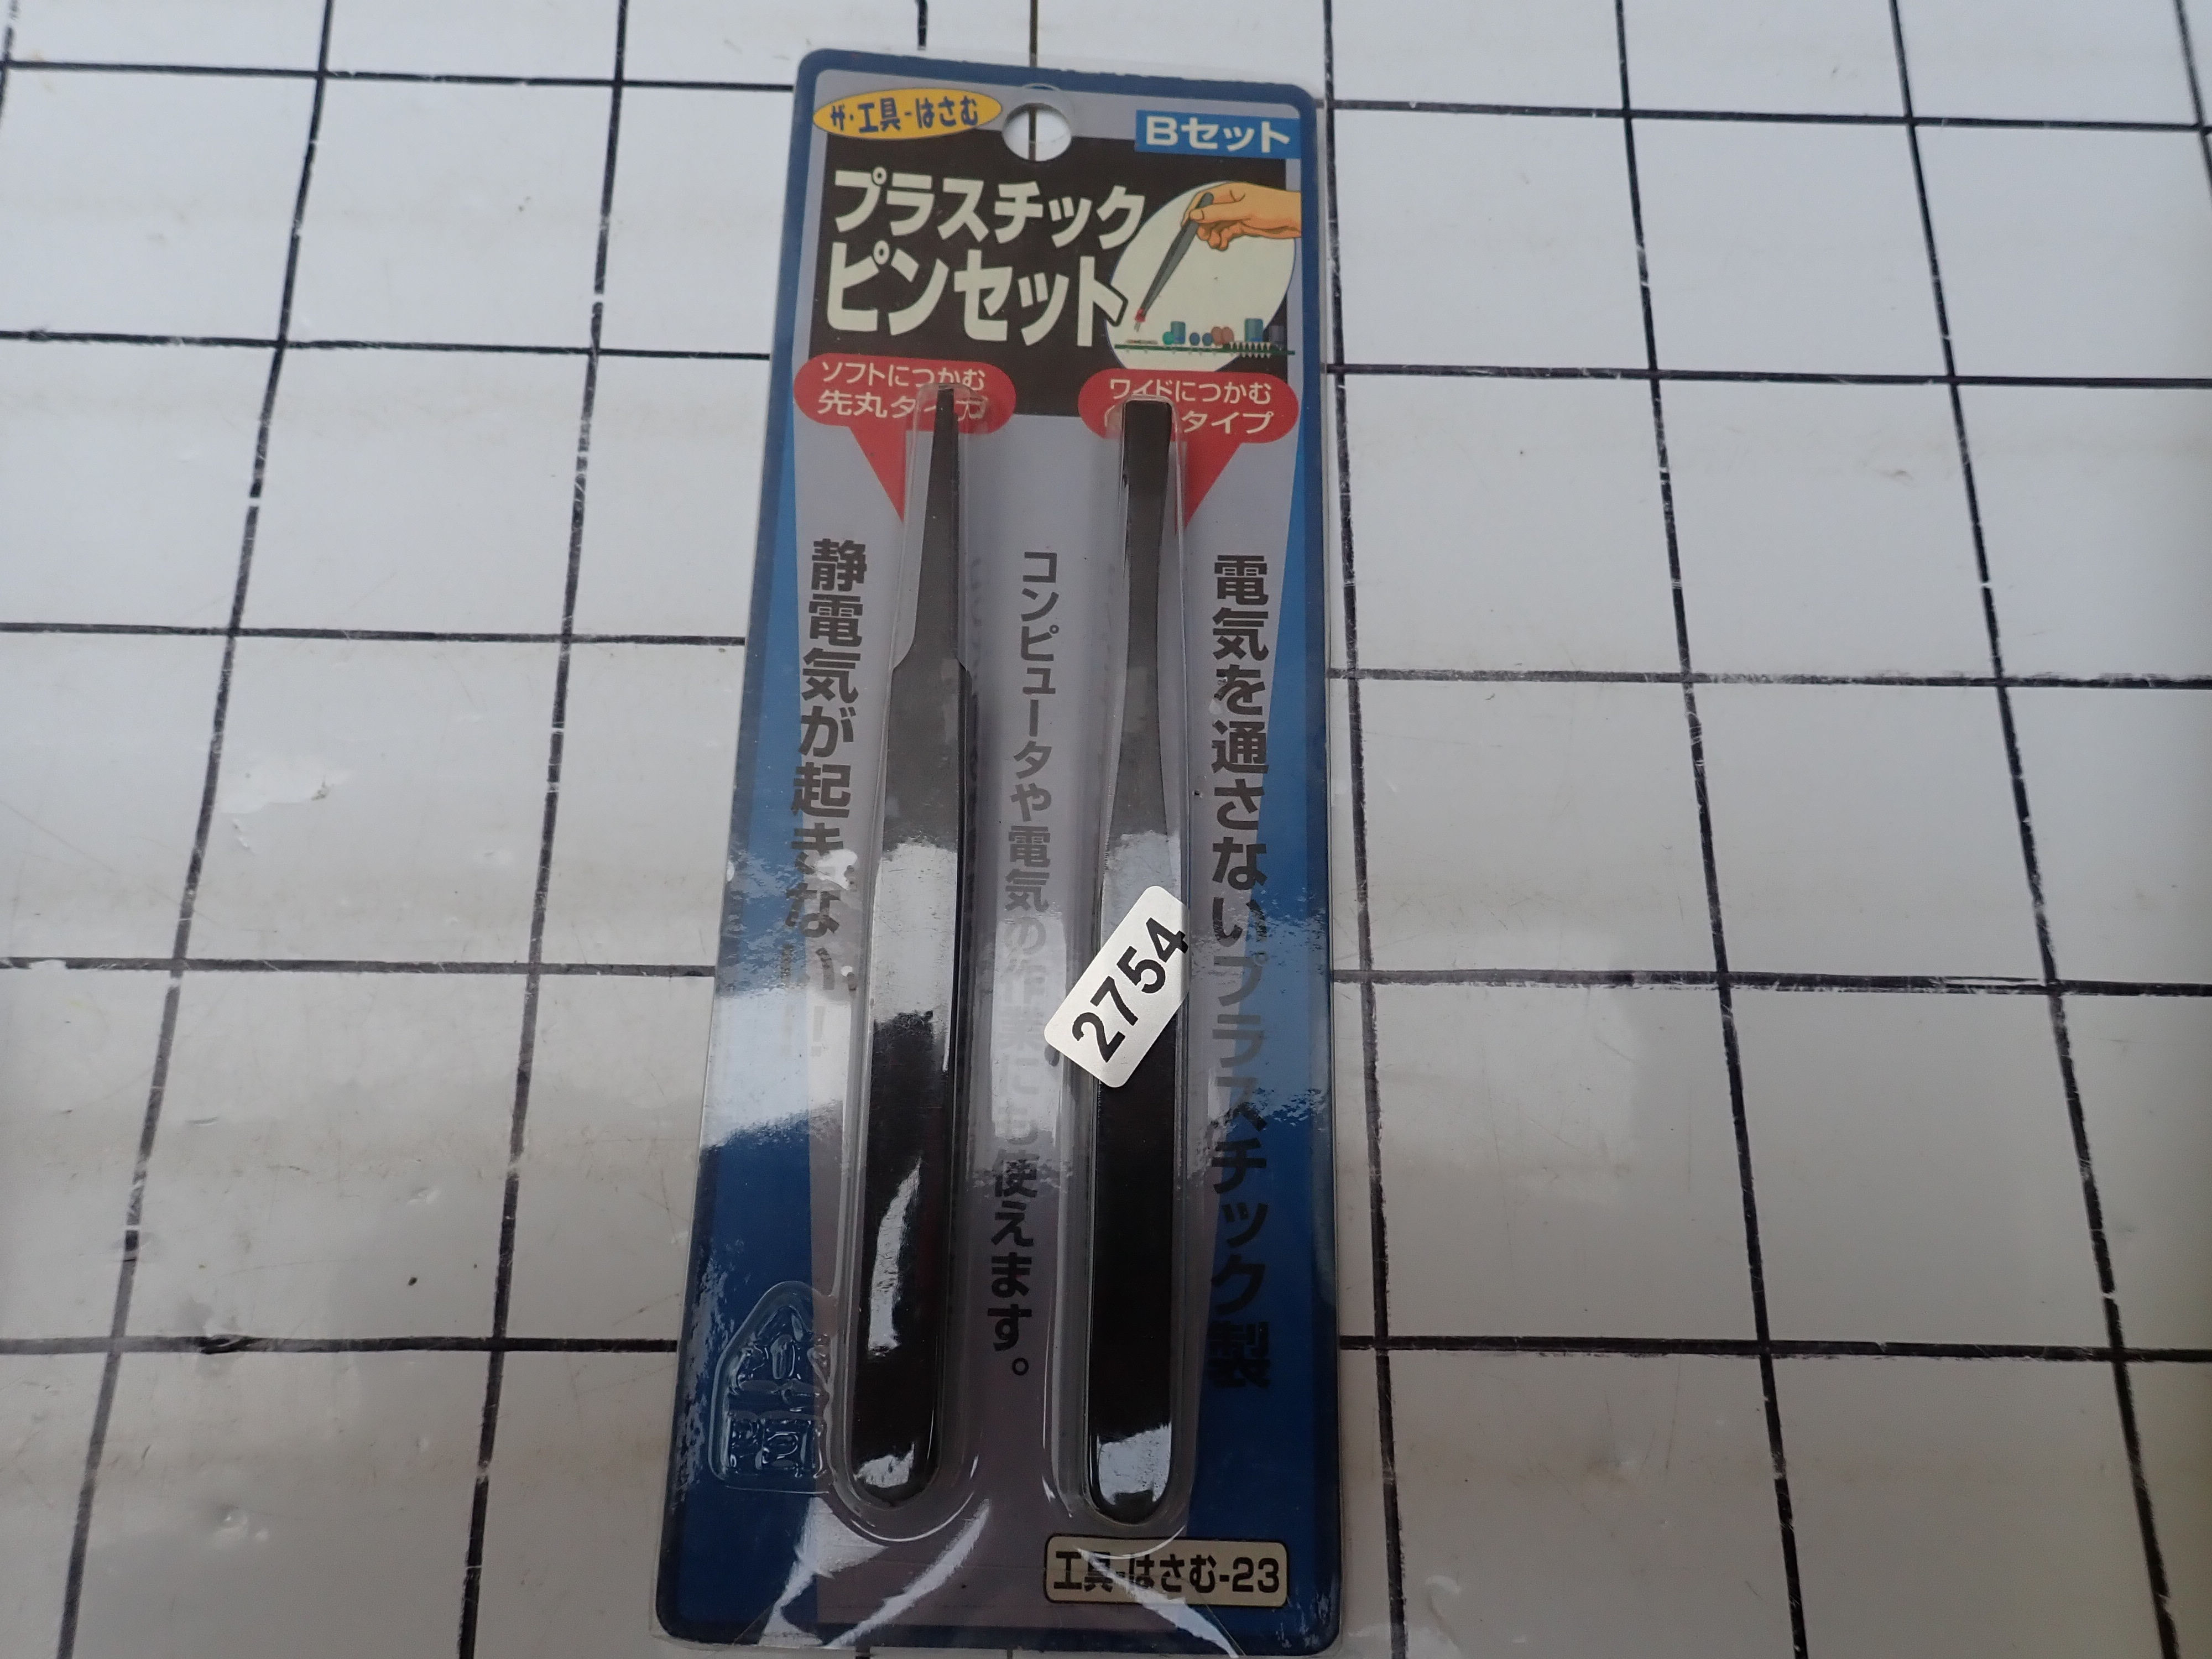 ザ・工具-はさむ
Bセット
プラスチック
ピンセット
ソフトにつかむ
先丸タイプ
ワイドにつかむ
タイプ
電気を通さないプラスチック製
コンピュータや電気の作業にも使えます。
静電気が起きない!!
2754
工具-はさむ-23